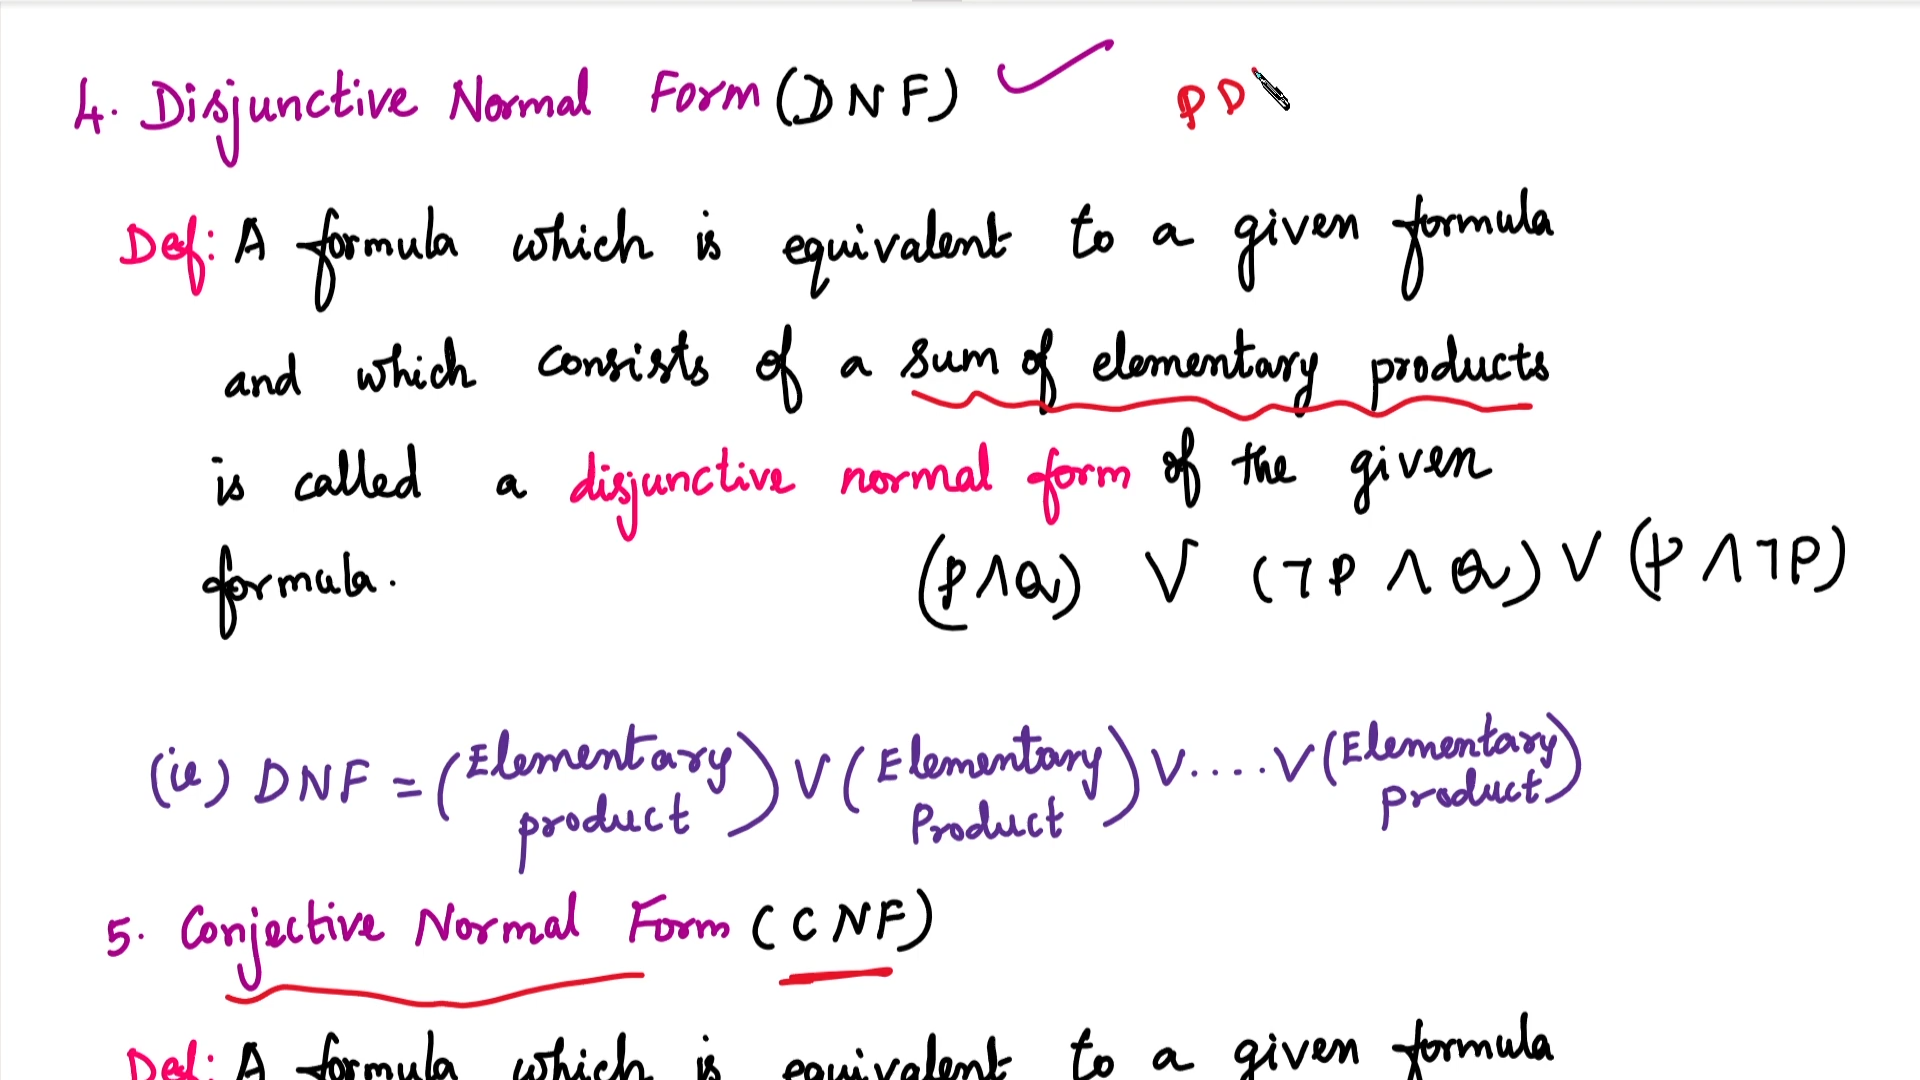 4. Disjunctive Normal Form (DNF) PD
Def: A formula which is equivalent to a given formula
and which consists of a sum of elementary products
is called a disjunctive normal form of the given
formula. (P∧Q) ∨ (¬P ∧ Q) ∨ (P ∧ ¬P)
(ie) DNF = (Elementary product) ∨ (Elementary Product) ∨ .... ∨ (Elementary product)
5. Conjective Normal Form (CNF)
Def: A formula which is equivalent to a given formula